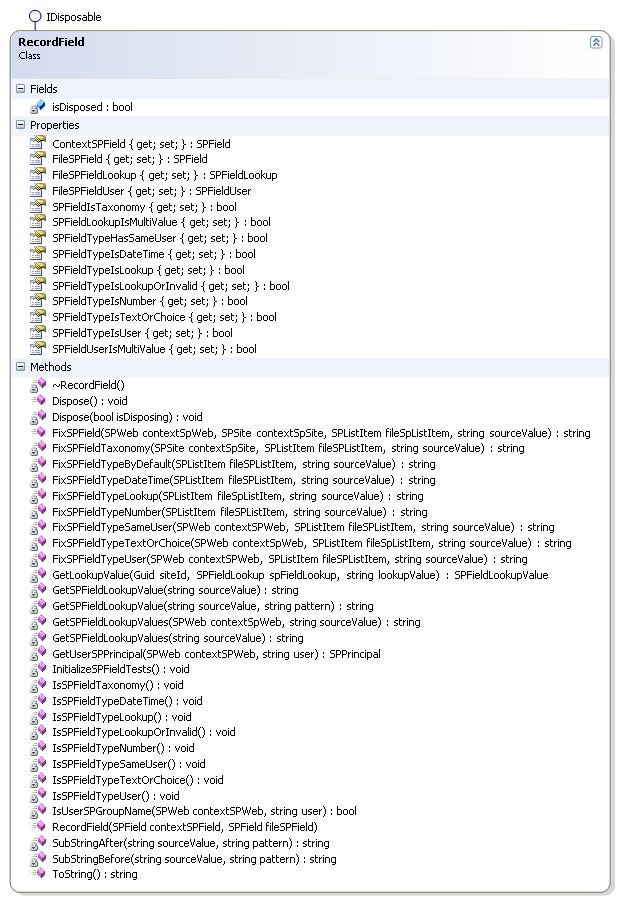 IDisposable
RecordField
Class
Fields
isDisposed : bool
Properties
ContextSPField { get; set; } : SPField
FileSPField { get; set; } : SPField
FileSPFieldLookup { get; set; } : SPFieldLookup
FileSPFieldUser { get; set; } : SPFieldUser
SPFieldIsTaxonomy { get; set; } : bool
SPFieldLookupIsMultiValue { get; set; } : bool
SPFieldTypeHasSameUser { get; set; } : bool
SPFieldTypeIsDateTime { get; set; } : bool
SPFieldTypeIsLookup { get; set; } : bool
SPFieldTypeIsLookupOrInvalid { get; set; } : bool
SPFieldTypeIsNumber { get; set; } : bool
SPFieldTypeIsTextOrChoice { get; set; } : bool
SPFieldTypeIsUser { get; set; } : bool
SPFieldUserIsMultiValue { get; set; } : bool
Methods
~RecordField()
Dispose() : void
Dispose(bool isDisposing) : void
FixSPField(SPWeb contextSpWeb, SPSite contextSpSite, SPListItem fileSpListItem, string sourceValue) : string
FixSPFieldTaxonomy(SPSite contextSpSite, SPListItem fileSPListItem, string sourceValue) : string
FixSPFieldTypeByDefault(SPListItem fileSPListItem, string sourceValue) : string
FixSPFieldTypeDateTime(SPListItem fileSPListItem, string sourceValue) : string
FixSPFieldTypeLookup(SPListItem fileSpListItem, string sourceValue) : string
FixSPFieldTypeNumber(SPListItem fileSPListItem, string sourceValue) : string
FixSPFieldTypeSameUser(SPWeb contextSPWeb, SPListItem fileSPListItem, string sourceValue) : string
FixSPFieldTypeTextOrChoice(SPWeb contextSpWeb, SPListItem fileSpListItem, string sourceValue) : string
FixSPFieldTypeUser(SPWeb contextSPWeb, SPListItem fileSPListItem, string sourceValue) : string
GetLookupValue(Guid siteId, SPFieldLookup spFieldLookup, string lookupValue) : SPFieldLookupValue
GetSPFieldLookupValue(string sourceValue) : string
GetSPFieldLookupValue(string sourceValue, string pattern) : string
GetSPFieldLookupValues(SPWeb contextSpWeb, string sourceValue) : string
GetSPFieldLookupValues(string sourceValue) : string
GetUserSPPrincipal(SPWeb contextSPWeb, string user) : SPPrincipal
InitializeSPFieldTests() : void
IsSPFieldTaxonomy() : void
IsSPFieldTypeDateTime() : void
IsSPFieldTypeLookup() : void
IsSPFieldTypeLookupOrInvalid() : void
IsSPFieldTypeNumber() : void
IsSPFieldTypeSameUser() : void
IsSPFieldTypeTextOrChoice() : void
IsSPFieldTypeUser() : void
IsUserSPGroupName(SPWeb contextSPWeb, string user) : bool
RecordField(SPField contextSPField, SPField fileSPField)
SubStringAfter(string sourceValue, string pattern) : string
SubStringBefore(string sourceValue, string pattern) : string
ToString() : string